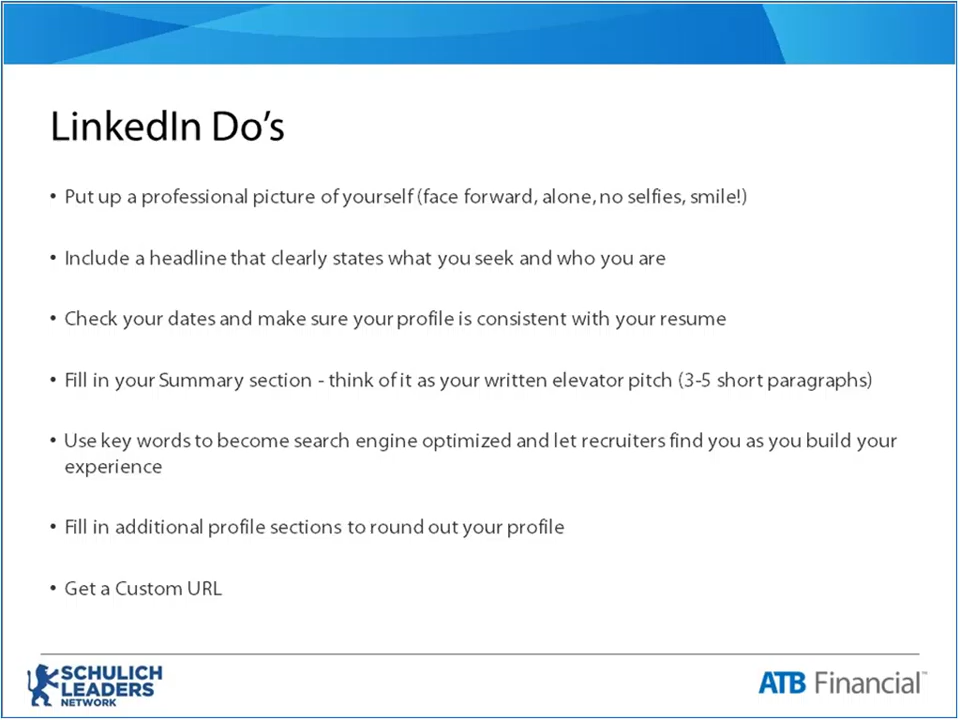 LinkedIn Do’s
• Put up a professional picture of yourself (face forward, alone, no selfies, smile!)
• Include a headline that clearly states what you seek and who you are
• Check your dates and make sure your profile is consistent with your resume
• Fill in your Summary section - think of it as your written elevator pitch (3-5 short paragraphs)
• Use key words to become search engine optimized and let recruiters find you as you build your
experience
• Fill in additional profile sections to round out your profile
• Get a Custom URL
SCHULICH
LEADERS
NETWORK
ATB Financial™